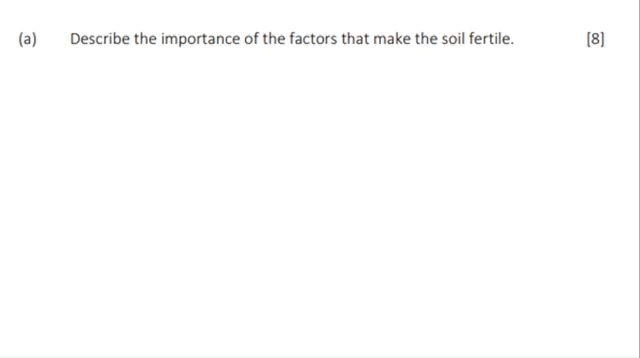 (a) Describe the importance of the factors that make the soil fertile. [8]